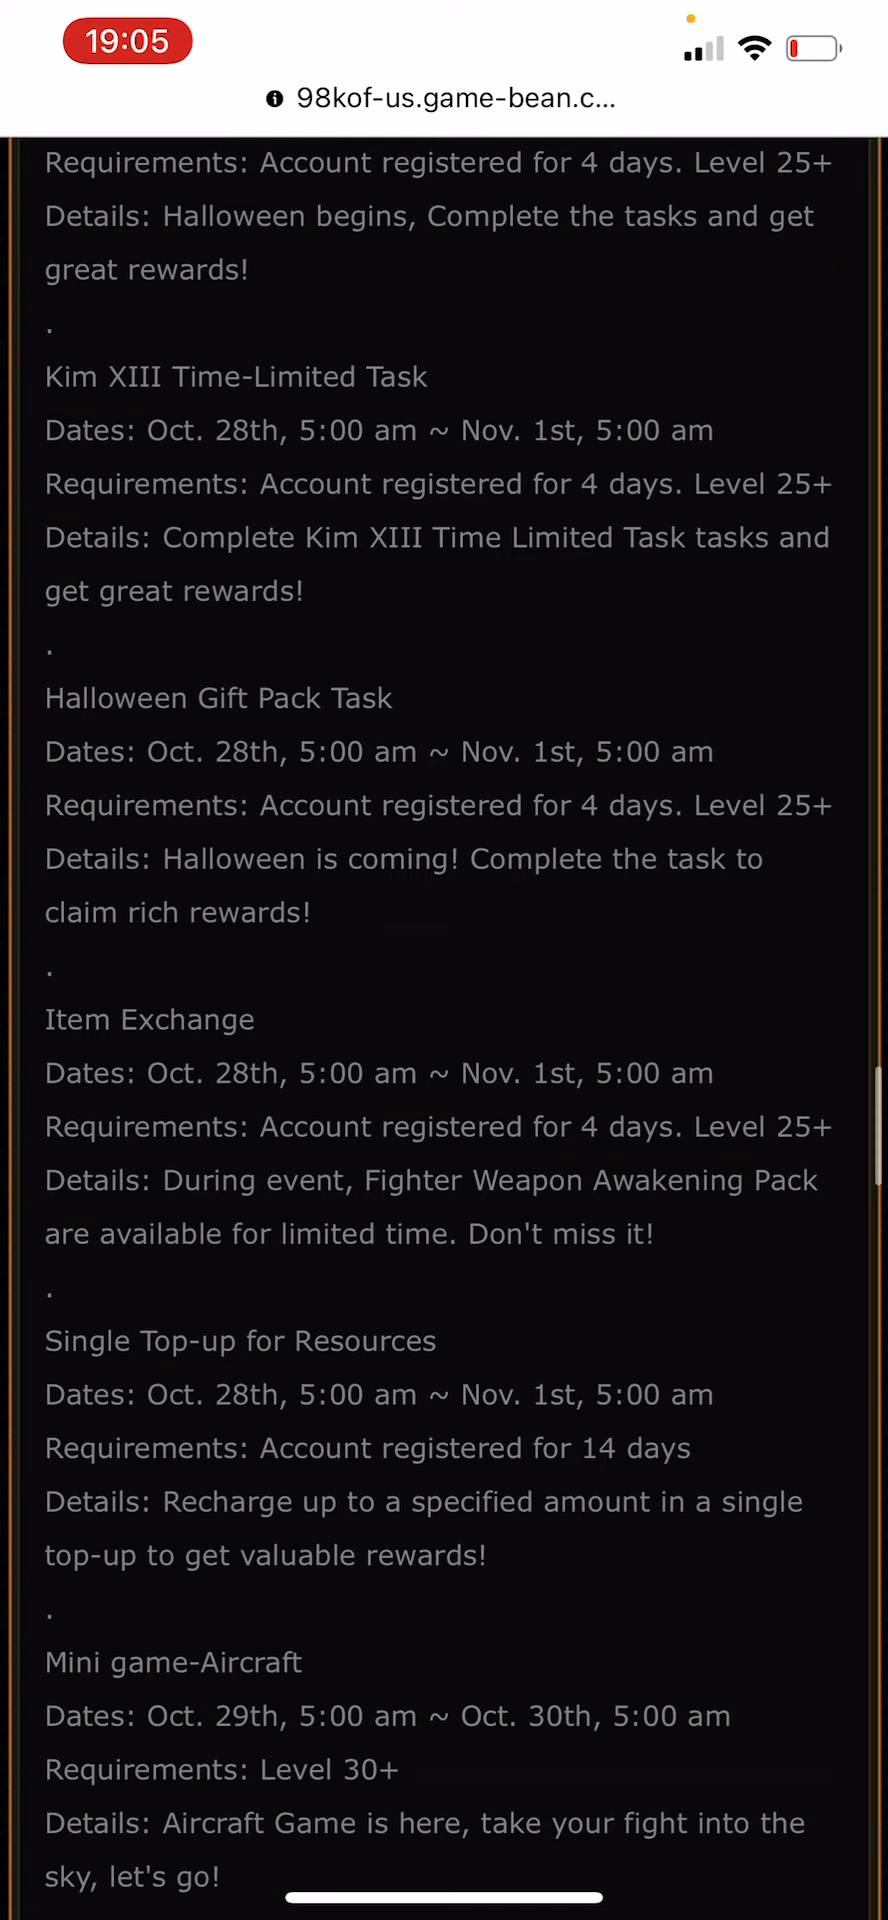 19:05
98kof-us.game-bean.c...
Requirements: Account registered for 4 days. Level 25+
Details: Halloween begins, Complete the tasks and get
great rewards!
.
Kim XIII Time-Limited Task
Dates: Oct. 28th, 5:00 am ~ Nov. 1st, 5:00 am
Requirements: Account registered for 4 days. Level 25+
Details: Complete Kim XIII Time Limited Task tasks and
get great rewards!
.
Halloween Gift Pack Task
Dates: Oct. 28th, 5:00 am ~ Nov. 1st, 5:00 am
Requirements: Account registered for 4 days. Level 25+
Details: Halloween is coming! Complete the task to
claim rich rewards!
.
Item Exchange
Dates: Oct. 28th, 5:00 am ~ Nov. 1st, 5:00 am
Requirements: Account registered for 4 days. Level 25+
Details: During event, Fighter Weapon Awakening Pack
are available for limited time. Don't miss it!
.
Single Top-up for Resources
Dates: Oct. 28th, 5:00 am ~ Nov. 1st, 5:00 am
Requirements: Account registered for 14 days
Details: Recharge up to a specified amount in a single
top-up to get valuable rewards!
.
Mini game-Aircraft
Dates: Oct. 29th, 5:00 am ~ Oct. 30th, 5:00 am
Requirements: Level 30+
Details: Aircraft Game is here, take your fight into the
sky, let's go!